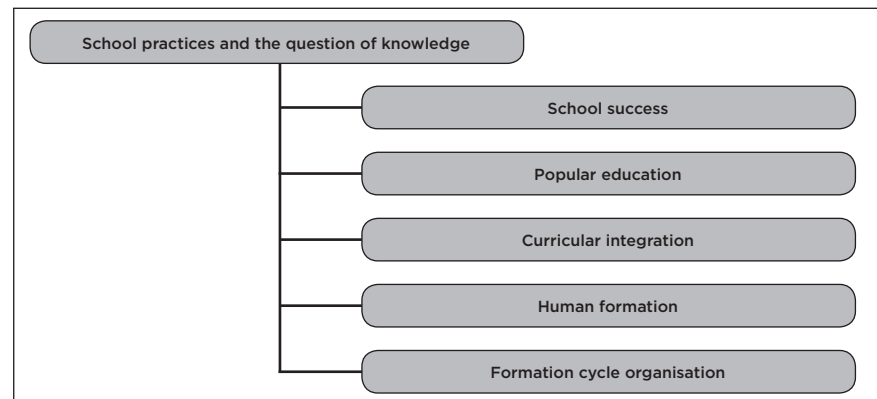 School practices and the question of knowledge
School success
Popular education
Curricular integration
Human formation
Formation cycle organisation